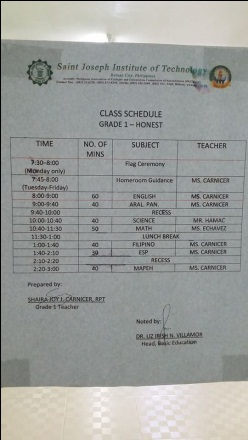 Saint Joseph Institute of Technology
Butuan City, Philippines
CLASS SCHEDULE
GRADE 1 – HONEST
TIME NO. OF MINS SUBJECT TEACHER
7:30–8:00 (Monday only) Flag Ceremony
7:45-8:00 (Tuesday-Friday) Homeroom Guidance MS. CARNICER
8:00-9:00 60 ENGLISH MS. CARNICER
9:00-9:40 40 ARAL. PAN. MS. CARNICER
9:40-10:00 RECESS
10:00-10:40 40 SCIENCE MR. HAMAC
10:40-11:30 50 MATH MS. CARNICER
11:30-1:00 LUNCH BREAK
1:00-1:40 40 FILIPINO MS. CARNICER
1:40-2:10 30 ESP MS. CARNICER
2:10-2:20 RECESS
2:20-3:00 40 MAPEH MS. CARNICER
Prepared by:
SHAIRA JOY J. CARNICER, RPT
Grade 1 Teacher
Noted by:
DR. LIZ IRISH N. VILLAMOR
Head, Basic Education